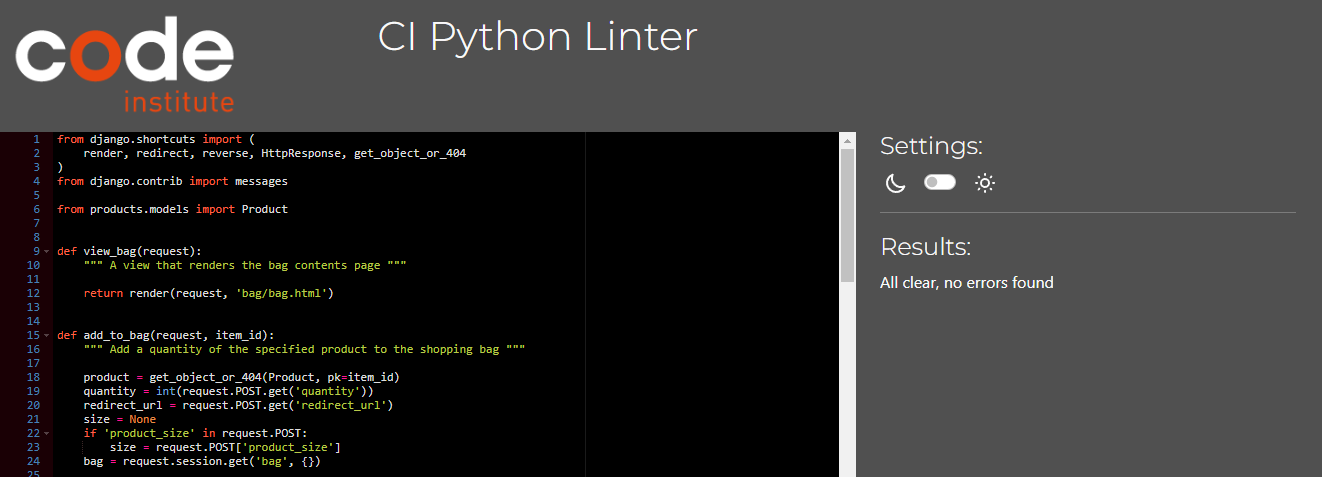 code
institute
CI Python Linter
1 from django.shortcuts import (
2     render, redirect, reverse, HttpResponse, get_object_or_404
3 )
4 from django.contrib import messages
5
6 from products.models import Product
7
8
9 def view_bag(request):
10     """ A view that renders the bag contents page """
11
12     return render(request, 'bag/bag.html')
13
14
15 def add_to_bag(request, item_id):
16     """ Add a quantity of the specified product to the shopping bag """
17
18     product = get_object_or_404(Product, pk=item_id)
19     quantity = int(request.POST.get('quantity'))
20     redirect_url = request.POST.get('redirect_url')
21     size = None
22     if 'product_size' in request.POST:
23         size = request.POST['product_size']
24     bag = request.session.get('bag', {})
25
Settings:
Results:
All clear, no errors found